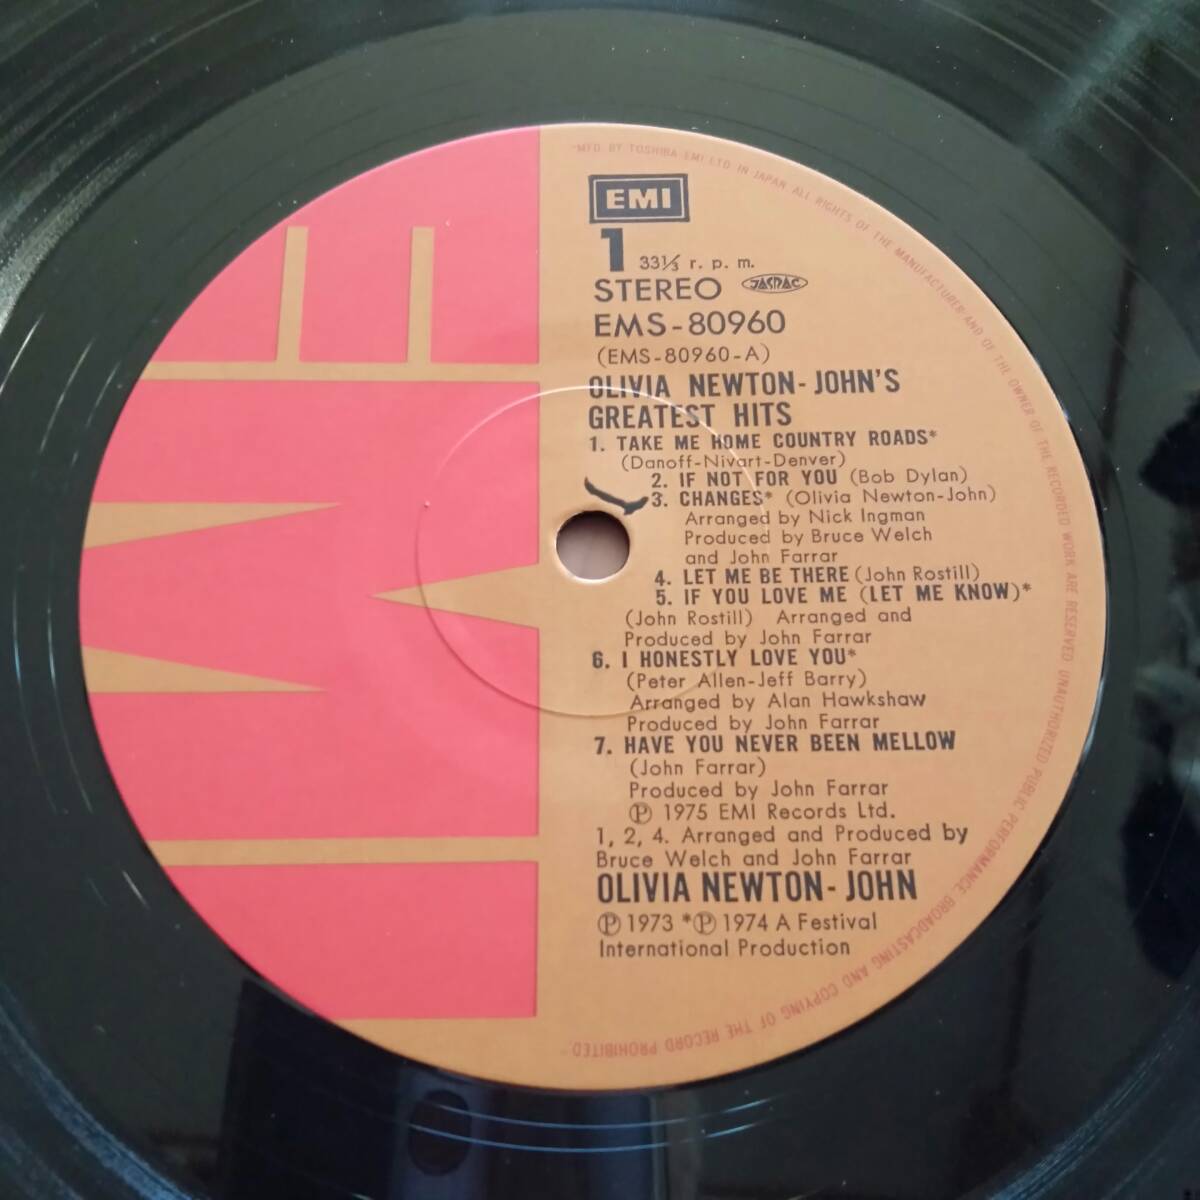 MFD BY TOSHIBA EMI LTD IN JAPAN ALL RIGHTS OF THE MANUFACTURER AND OF THE OWNER OF THE RECORDED WORK ARE RESERVED UNAUTHORIZED PUBLIC PERFORMANCE BROADCASTING AND COPYING OF THE RECORD PROHIBITED
EMI
1 33⅓ r. p. m.
STEREO JASRAC
EMS-80960
(EMS-80960-A)
OLIVIA NEWTON-JOHN'S
GREATEST HITS
1. TAKE ME HOME COUNTRY ROADS*
(Danoff-Nivart-Denver)
2. IF NOT FOR YOU (Bob Dylan)
3. CHANGES* (Olivia Newton-John)
Arranged by Nick Ingman
Produced by Bruce Welch
and John Farrar
4. LET ME BE THERE (John Rostill)
5. IF YOU LOVE ME (LET ME KNOW)*
(John Rostill) Arranged and
Produced by John Farrar
6. I HONESTLY LOVE YOU*
(Peter Allen-Jeff Barry)
Arranged by Alan Hawkshaw
Produced by John Farrar
7. HAVE YOU NEVER BEEN MELLOW
(John Farrar)
Produced by John Farrar
℗ 1975 EMI Records Ltd.
1, 2, 4. Arranged and Produced by
Bruce Welch and John Farrar
OLIVIA NEWTON-JOHN
℗ 1973 *℗ 1974 A Festival
International Production